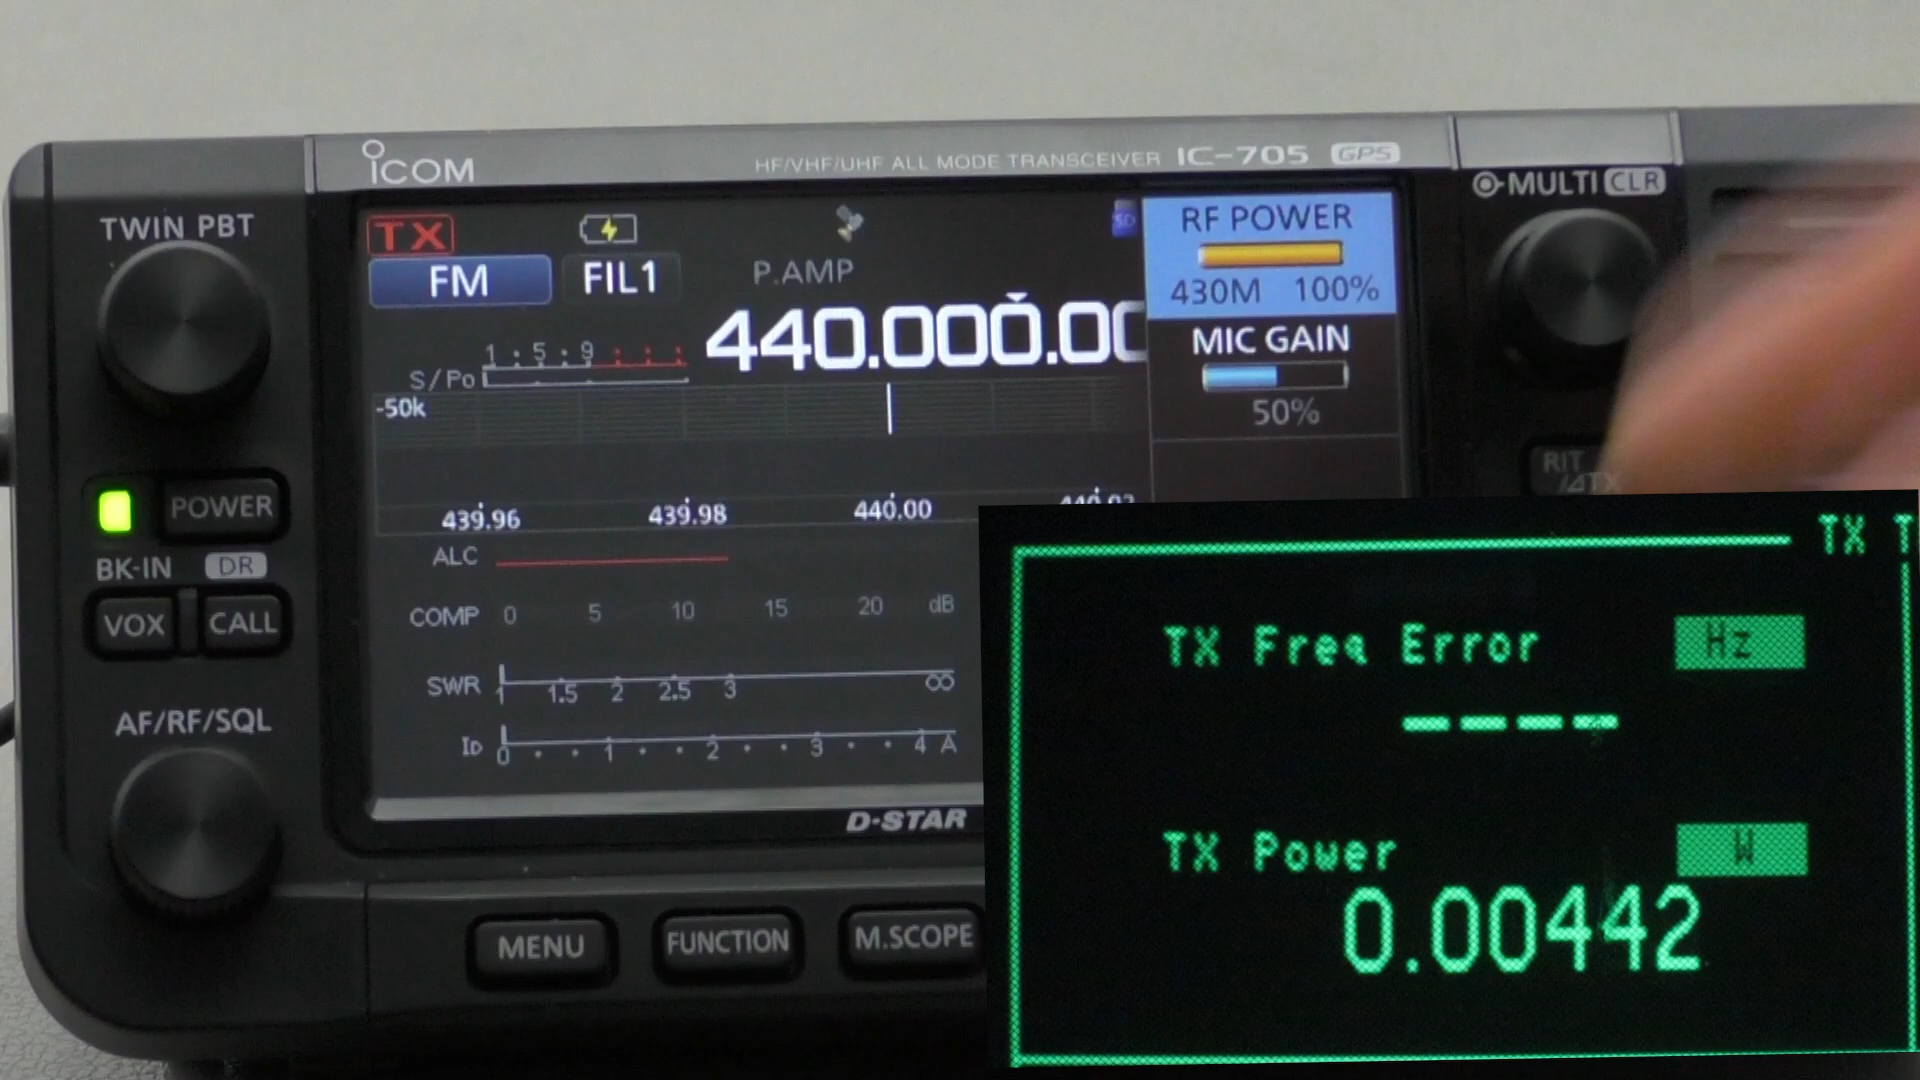 ICOM
HF/VHF/UHF ALL MODE TRANSCEIVER IC-705 GPS
MULTI CLR
TWIN PBT
TX
FM FIL1
P.AMP
SD
440.000.00
RF POWER
430M 100%
MIC GAIN
50%
1 5 9
S/Po
-50k
439.96 439.98 440.00
ALC
COMP 0 5 10 15 20 dB
SWR 1 1.5 2 2.5 3 ∞
ID 0 1 2 3 4 A
POWER
BK-IN DR
VOX CALL
AF/RF/SQL
RIT
/ΔTX
D-STAR
MENU FUNCTION M.SCOPE
TX
TX Freq Error Hz
----
TX Power W
0.00442